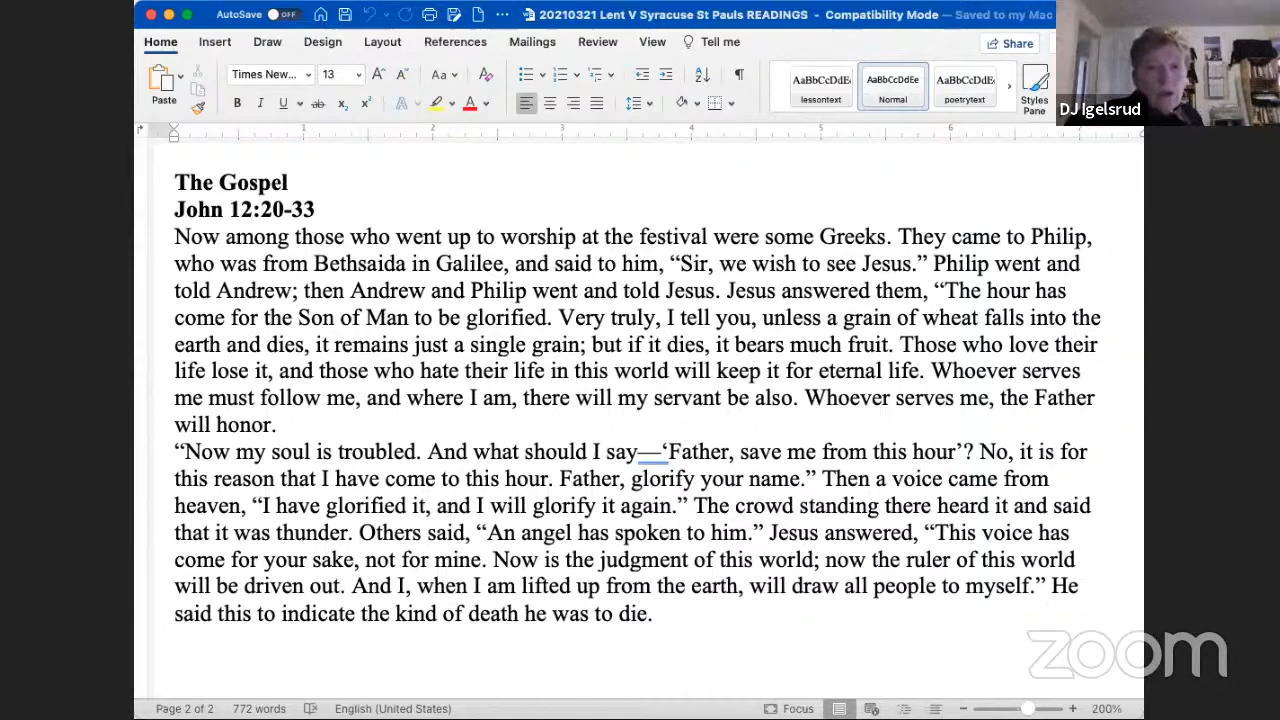 AutoSave OFF ... 20210321 Lent V Syracuse St Pauls READINGS - Compatibility Mode — Saved to my Mac
Home Insert Draw Design Layout References Mailings Review View Tell me Share
Paste Times New... 13 A A Aa A AaBbCcDdE AaBbCcDdEe AaBbCcDdE Styles Pane
B I U ab x2 x2 A A lessontext Normal poetrytext
DJ Igelsrud
1 2 3 4 5 6 7
The Gospel
John 12:20-33
Now among those who went up to worship at the festival were some Greeks. They came to Philip,
who was from Bethsaida in Galilee, and said to him, “Sir, we wish to see Jesus.” Philip went and
told Andrew; then Andrew and Philip went and told Jesus. Jesus answered them, “The hour has
come for the Son of Man to be glorified. Very truly, I tell you, unless a grain of wheat falls into the
earth and dies, it remains just a single grain; but if it dies, it bears much fruit. Those who love their
life lose it, and those who hate their life in this world will keep it for eternal life. Whoever serves
me must follow me, and where I am, there will my servant be also. Whoever serves me, the Father
will honor.
“Now my soul is troubled. And what should I say—‘Father, save me from this hour’? No, it is for
this reason that I have come to this hour. Father, glorify your name.” Then a voice came from
heaven, “I have glorified it, and I will glorify it again.” The crowd standing there heard it and said
that it was thunder. Others said, “An angel has spoken to him.” Jesus answered, “This voice has
come for your sake, not for mine. Now is the judgment of this world; now the ruler of this world
will be driven out. And I, when I am lifted up from the earth, will draw all people to myself.” He
said this to indicate the kind of death he was to die.
zoom
Page 2 of 2 772 words English (United States) Focus 200%